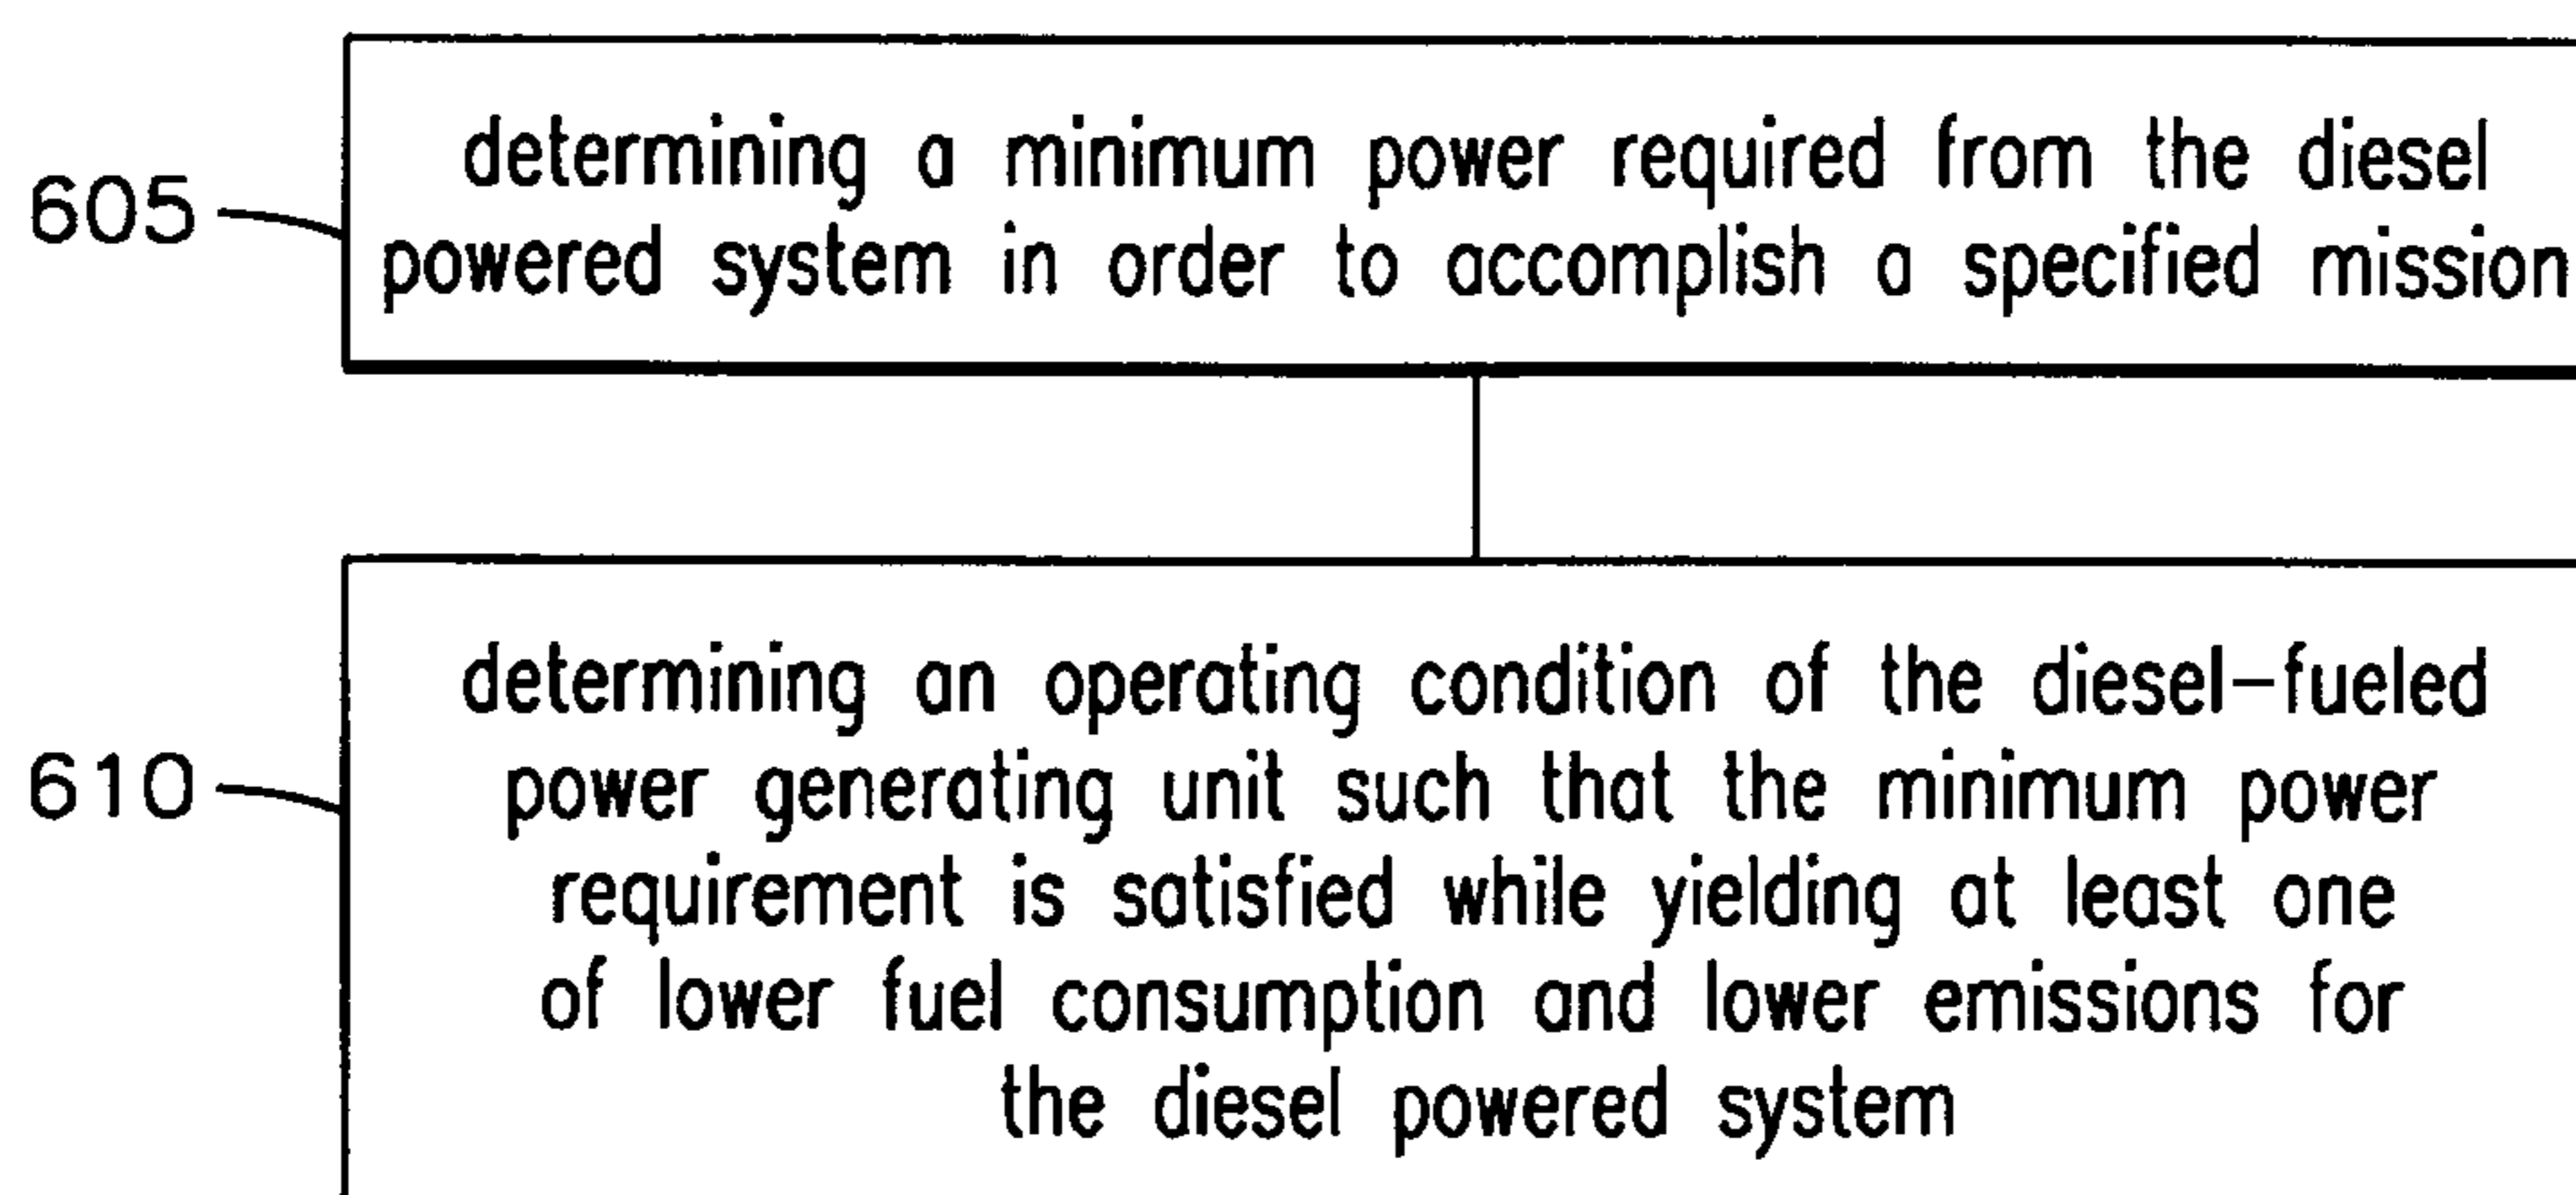 determining a minimum power required from the diesel
605
powered system in order to accomplish a specified mission
determining an operating condition of the diesel-fueled
610
power generating unit such that the minimum power
requirement is satisfied while yielding at least one
of lower fuel consumption and lower emissions for
the diesel powered system